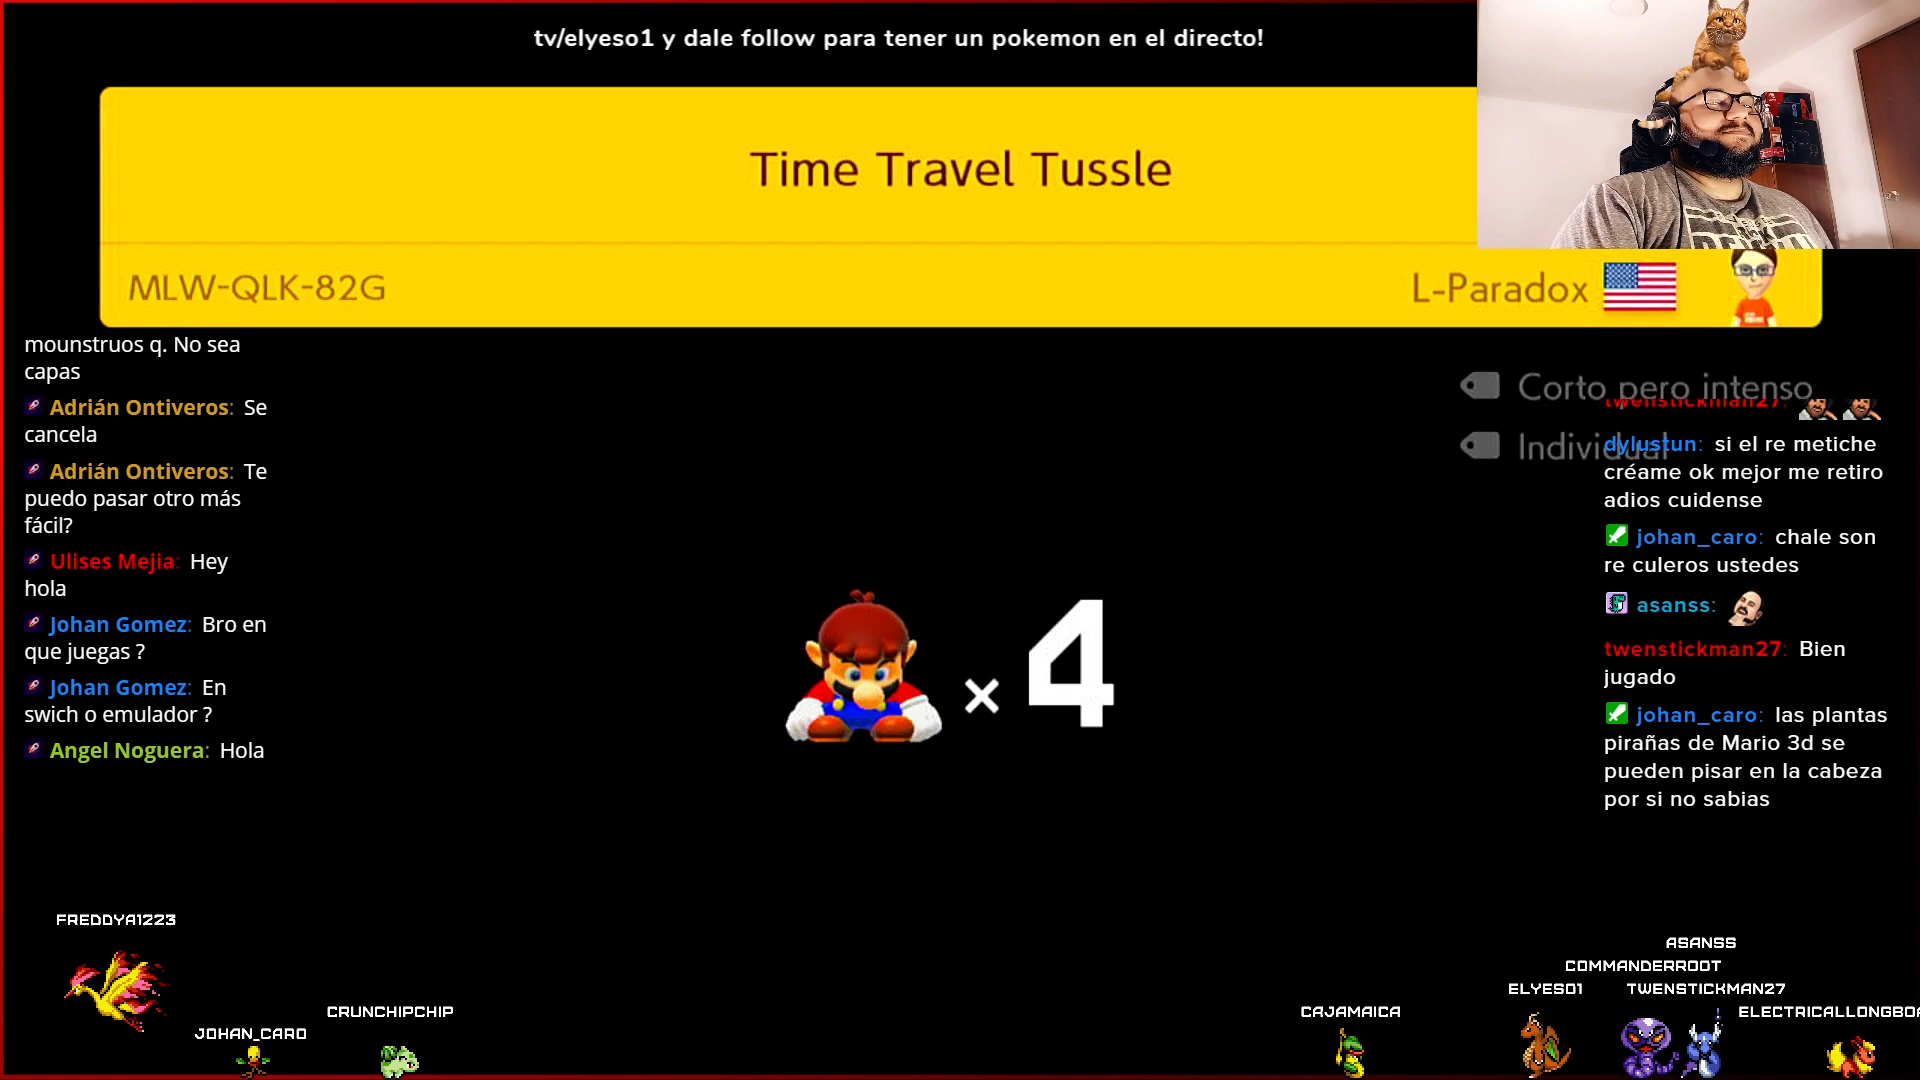 tv/elyeso1 y dale follow para tener un pokemon en el directo!
Time Travel Tussle
MLW-QLK-82G
L-Paradox
mounstruos q. No sea
capas
Adrián Ontiveros: Se
cancela
Adrián Ontiveros: Te
puedo pasar otro más
fácil?
Ulises Mejia: Hey
hola
Johan Gomez: Bro en
que juegas ?
Johan Gomez: En
swich o emulador ?
Angel Noguera: Hola
Corto pero intenso
Individual
× 4
twenstickman27:
dylustun: si el re metiche
créame ok mejor me retiro
adios cuidense
johan_caro: chale son
re culeros ustedes
asanss:
twenstickman27: Bien
jugado
johan_caro: las plantas
pirañas de Mario 3d se
pueden pisar en la cabeza
por si no sabias
FREDDYA1223
JOHAN_CARO
CRUNCHIPCHIP
CAJAMAICA
ASANSS
COMMANDERROOT
ELYESO1
TWENSTICKMAN27
ELECTRICALLONGBOA